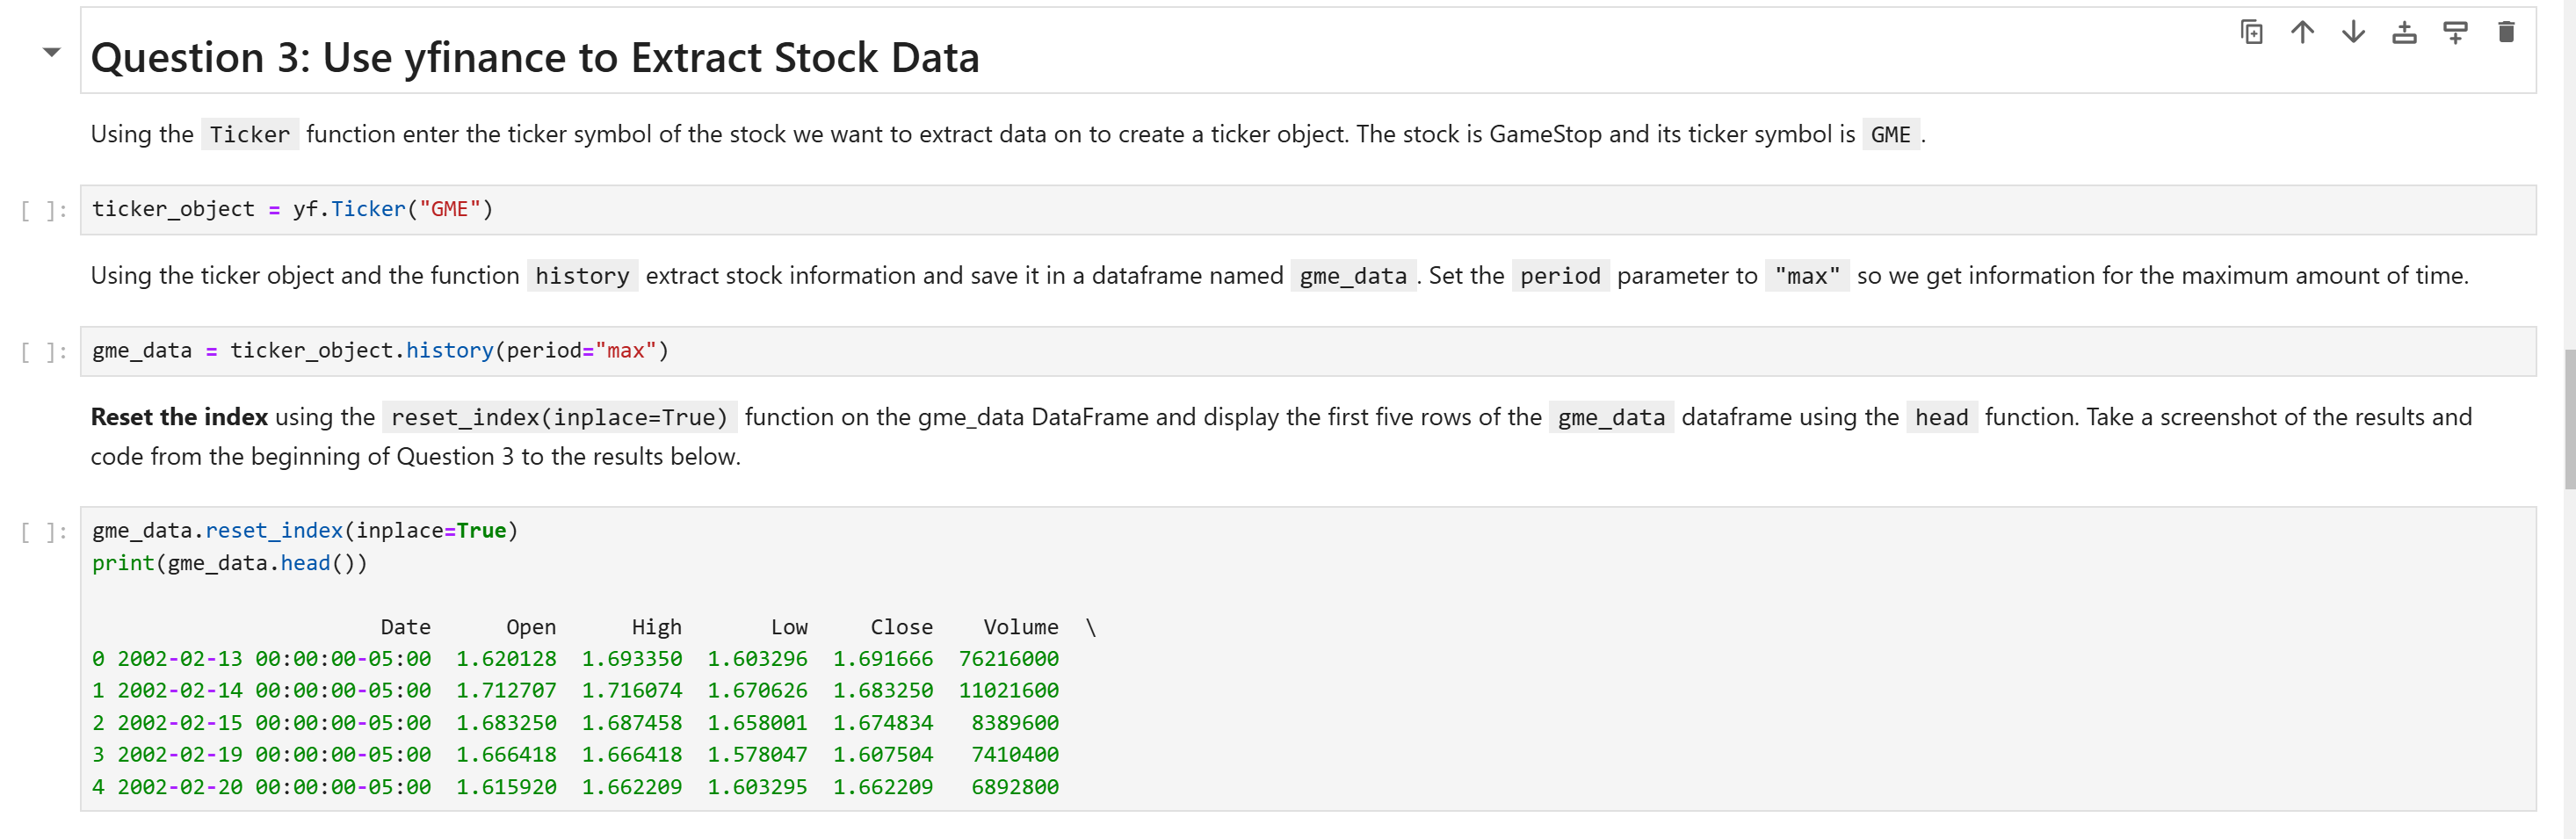 Question 3: Use yfinance to Extract Stock Data
Using the Ticker function enter the ticker symbol of the stock we want to extract data on to create a ticker object. The stock is GameStop and its ticker symbol is GME .
[ ]: ticker_object = yf.Ticker("GME")
Using the ticker object and the function history extract stock information and save it in a dataframe named gme_data . Set the period parameter to "max" so we get information for the maximum amount of time.
[ ]: gme_data = ticker_object.history(period="max")
Reset the index using the reset_index(inplace=True) function on the gme_data DataFrame and display the first five rows of the gme_data dataframe using the head function. Take a screenshot of the results and
code from the beginning of Question 3 to the results below.
[ ]: gme_data.reset_index(inplace=True)
print(gme_data.head())
Date Open High Low Close Volume \
0 2002-02-13 00:00:00-05:00 1.620128 1.693350 1.603296 1.691666 76216000
1 2002-02-14 00:00:00-05:00 1.712707 1.716074 1.670626 1.683250 11021600
2 2002-02-15 00:00:00-05:00 1.683250 1.687458 1.658001 1.674834 8389600
3 2002-02-19 00:00:00-05:00 1.666418 1.666418 1.578047 1.607504 7410400
4 2002-02-20 00:00:00-05:00 1.615920 1.662209 1.603295 1.662209 6892800